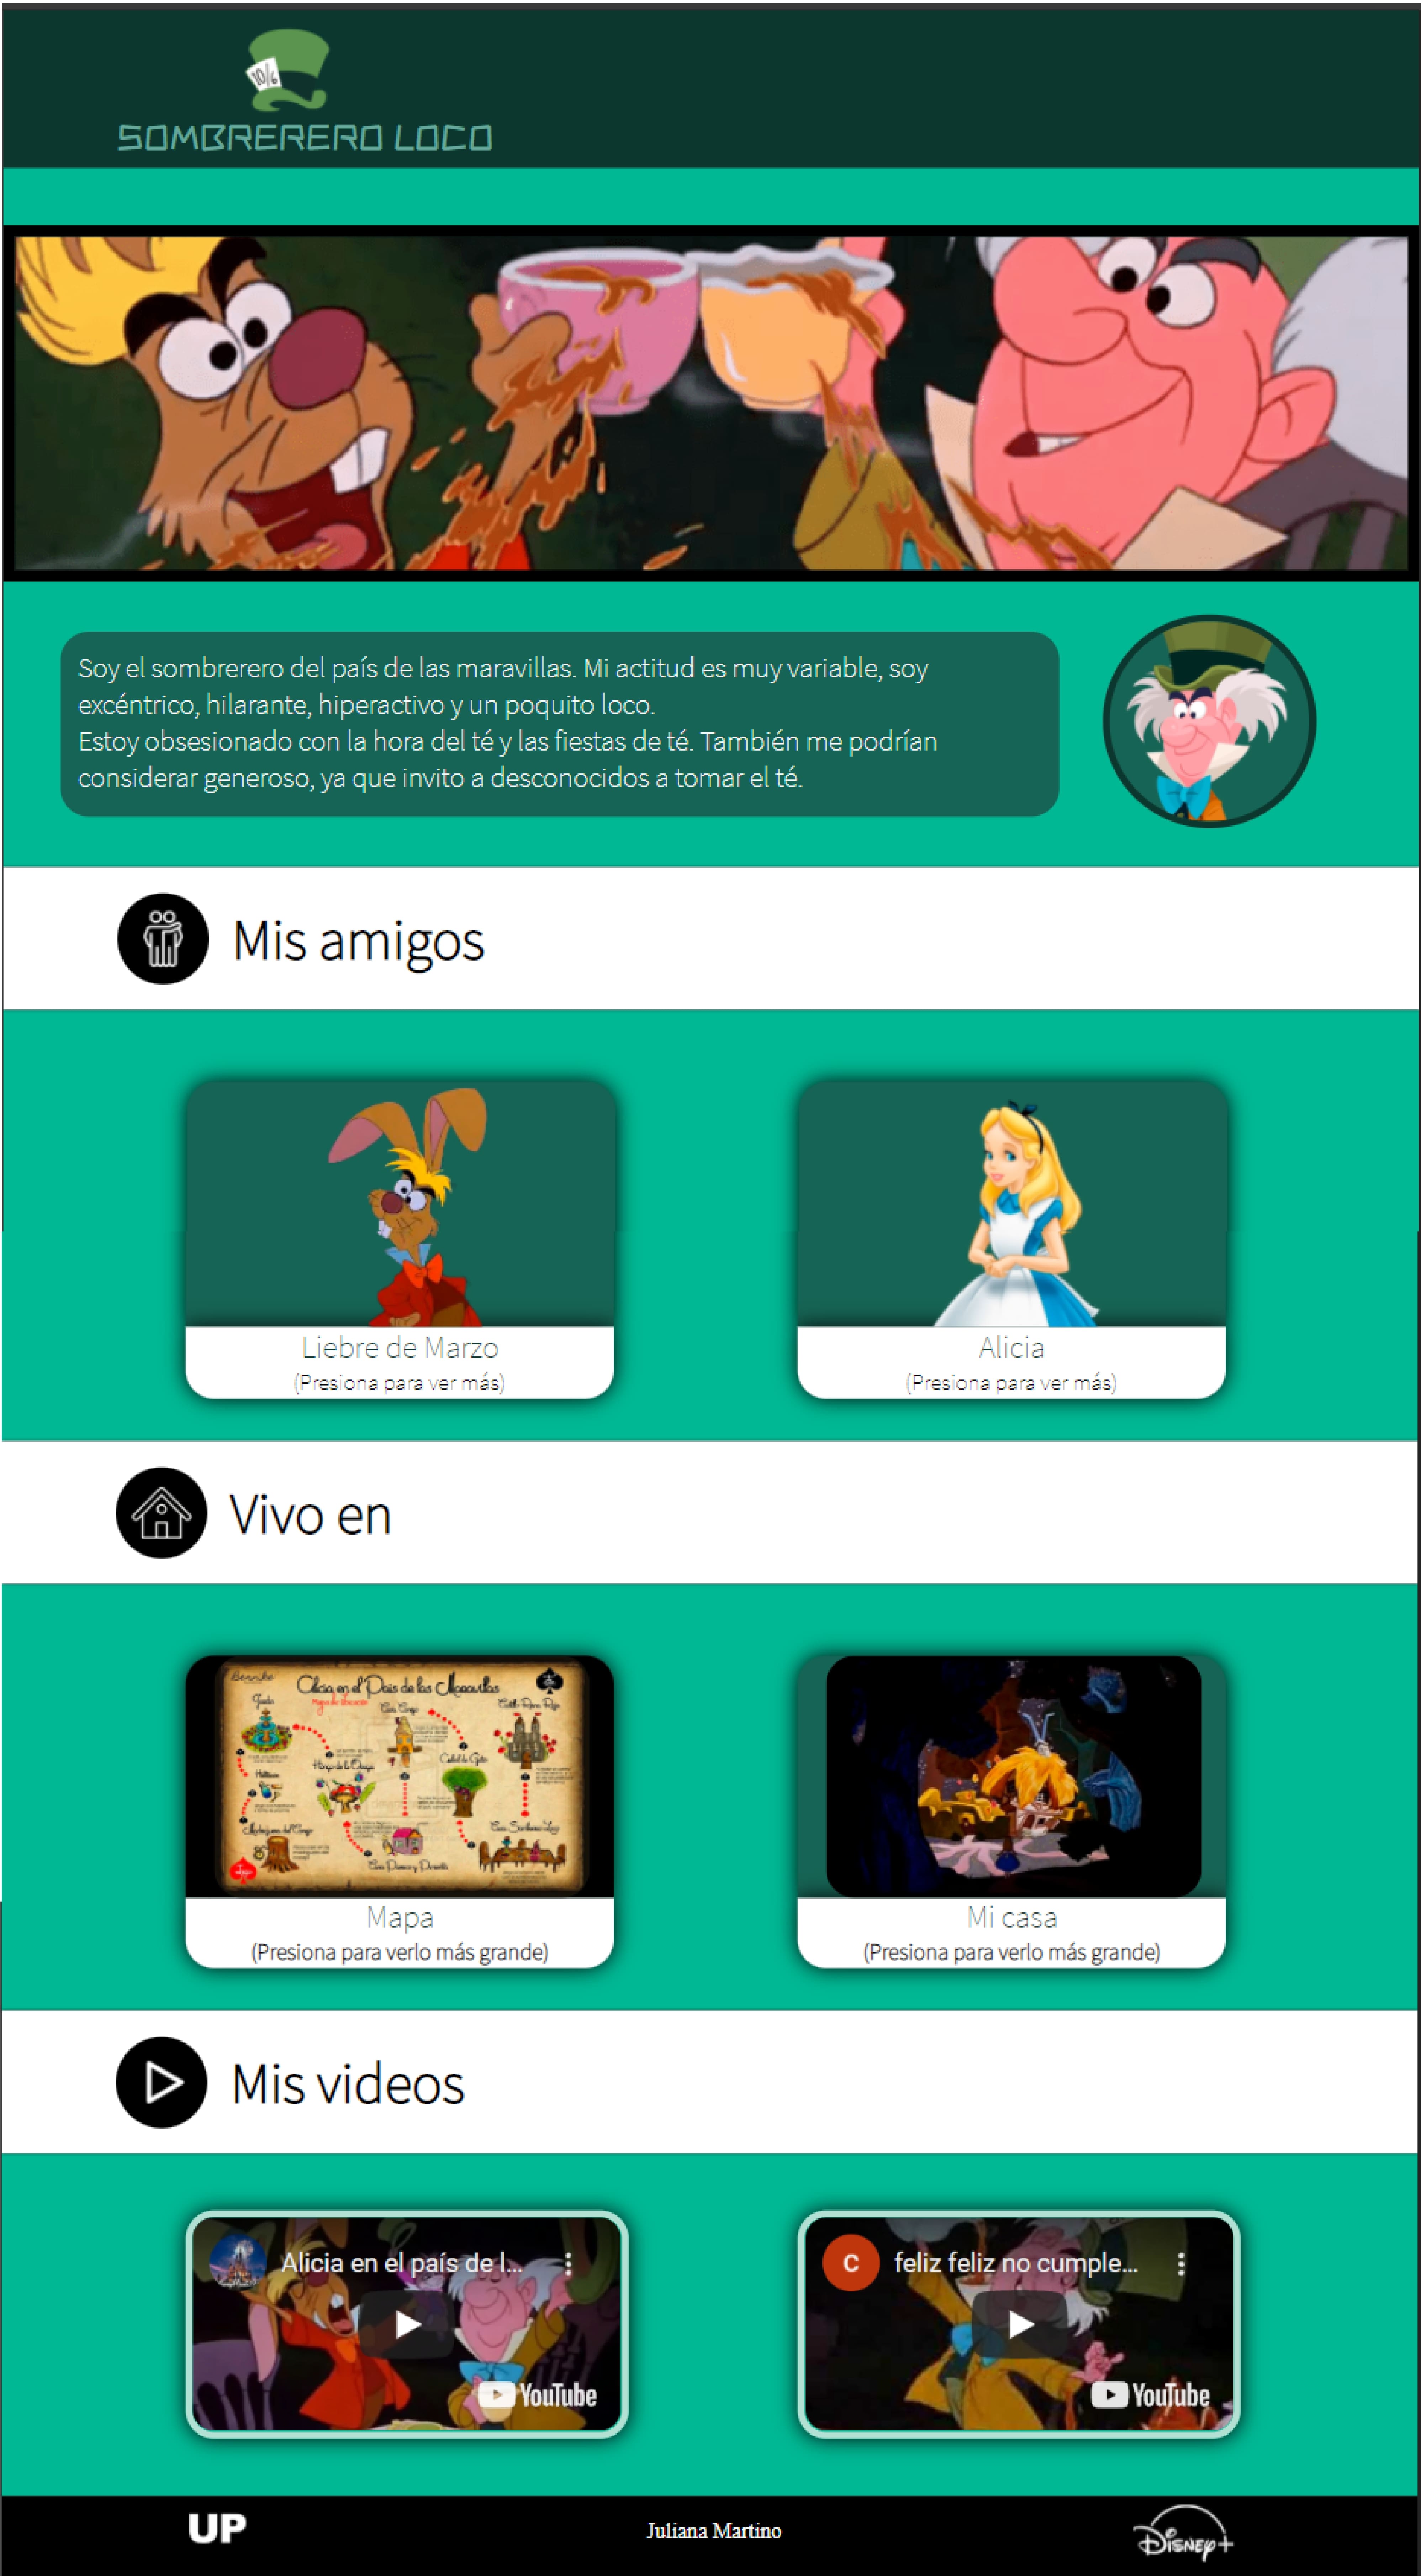 10/6
SOMBRERERO LOCO
Soy el sombrerero del país de las maravillas. Mi actitud es muy variable, soy
excéntrico, hilarante, hiperactivo y un poquito loco.
Estoy obsesionado con la hora del té y las fiestas de té. También me podrían
considerar generoso, ya que invito a desconocidos a tomar el té.
Mis amigos
Liebre de Marzo
(Presiona para ver más)
Alicia
(Presiona para ver más)
Vivo en
Alicia en el País de las Maravillas
Mapa de ubicación
Mapa
(Presiona para verlo más grande)
Mi casa
(Presiona para verlo más grande)
Mis videos
Alicia en el país de l...
YouTube
C
feliz feliz no cumple...
YouTube
UP
Juliana Martino
Disney+